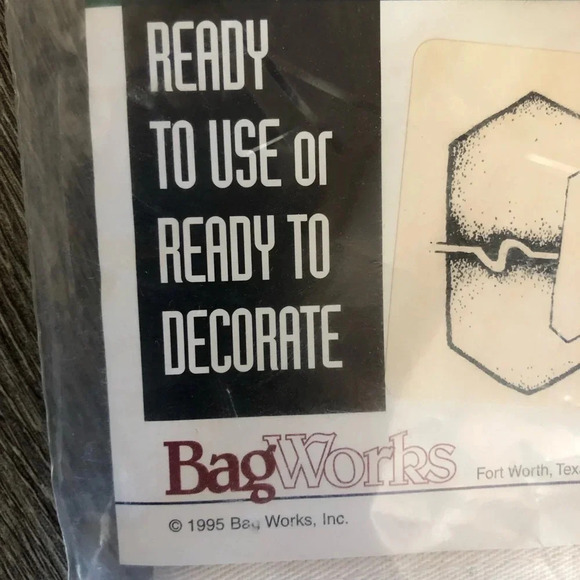 READY
TO USE or
READY TO
DECORATE
BagWorks
Fort Worth, Tex
© 1995 Bag Works, Inc.